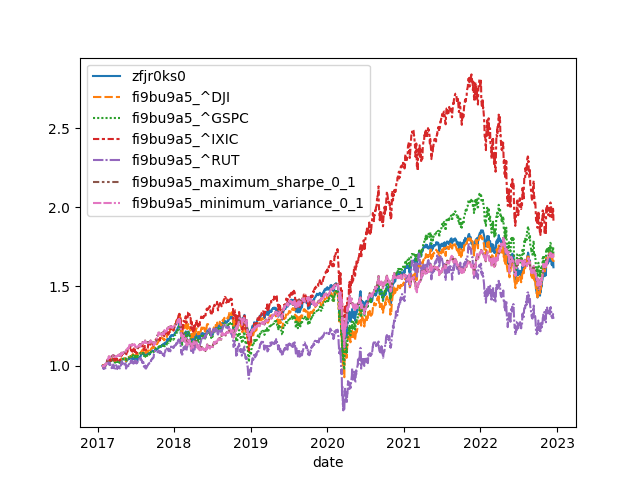 zfjr0ks0
fi9bu9a5_^DJI
fi9bu9a5_^GSPC
fi9bu9a5_^IXIC
fi9bu9a5_^RUT
fi9bu9a5_maximum_sharpe_0_1
fi9bu9a5_minimum_variance_0_1
2.5
2.0
1.5
1.0
2017 2018 2019 2020 2021 2022 2023
date